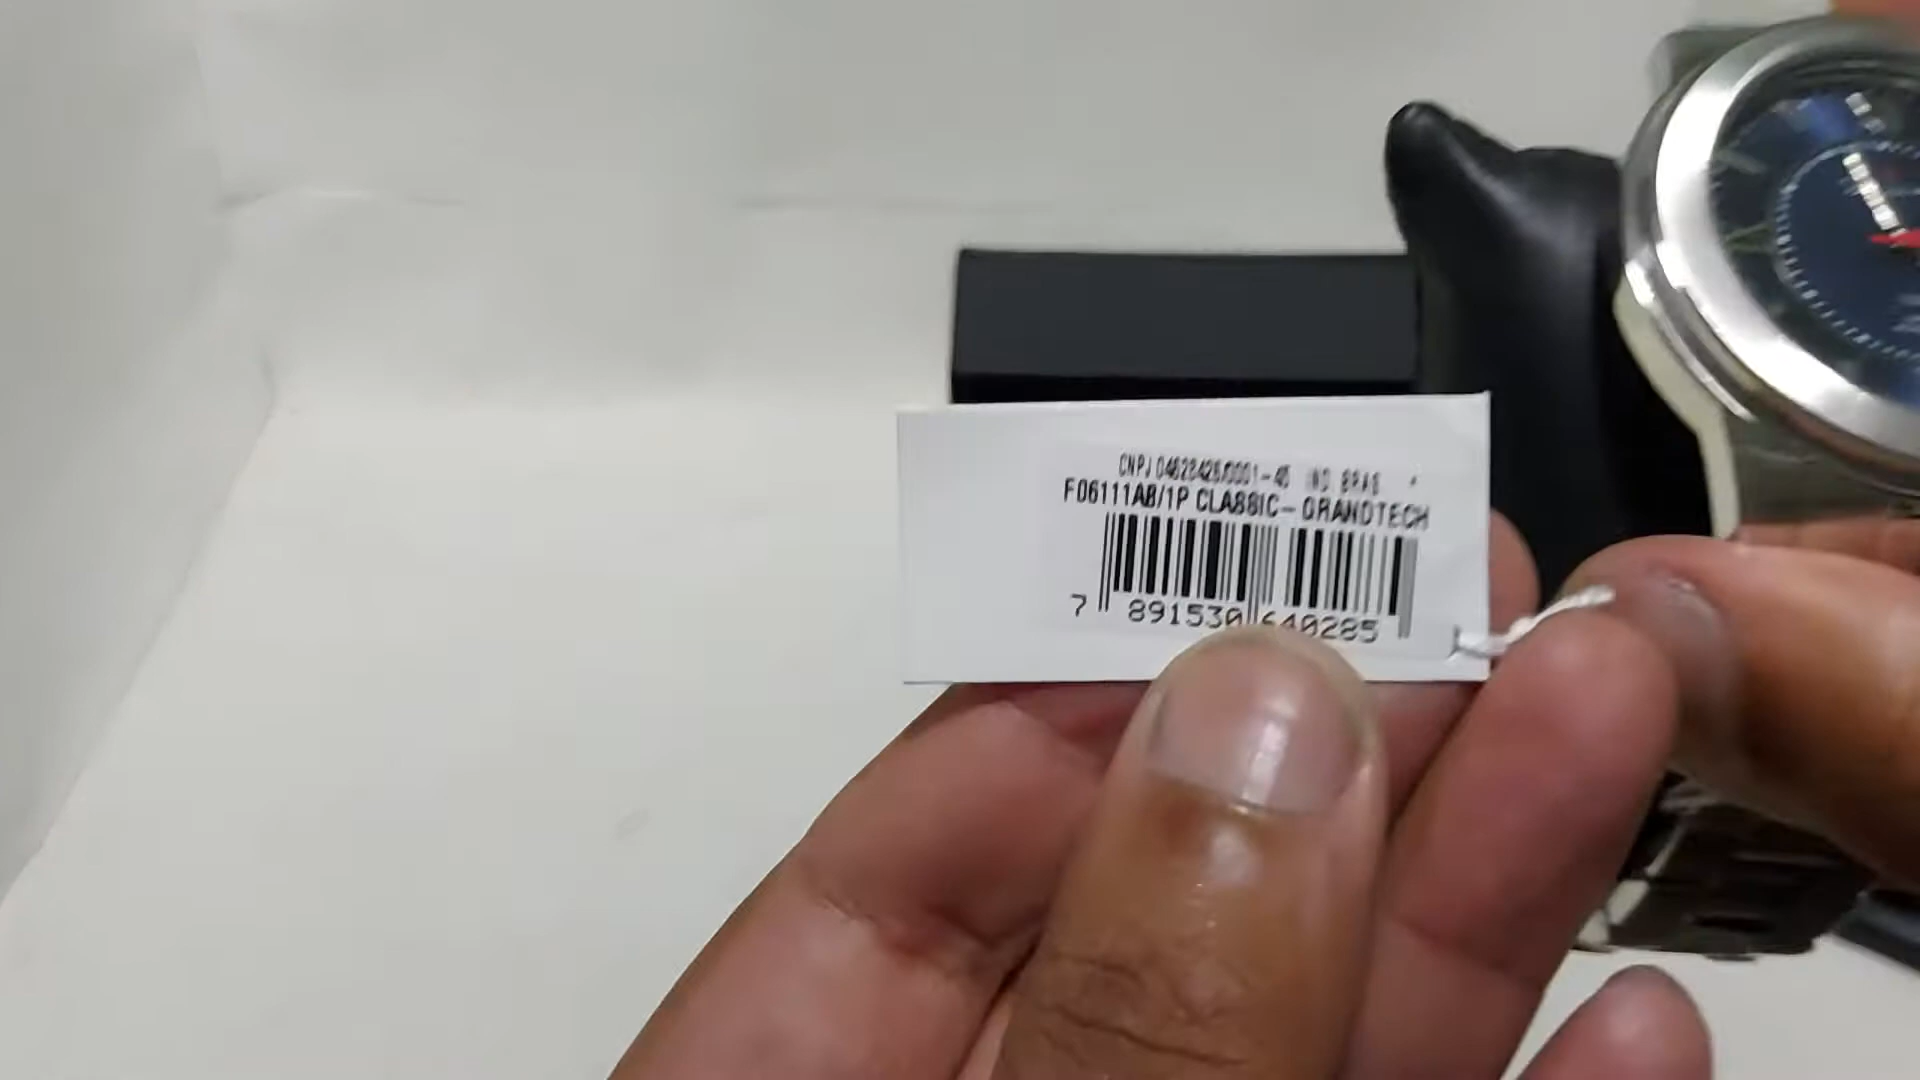 CNPJ 04628426/0001-45 IND. BRAS
F06111AB/1P CLASSIC-GRANDTECH
7 891530 640285